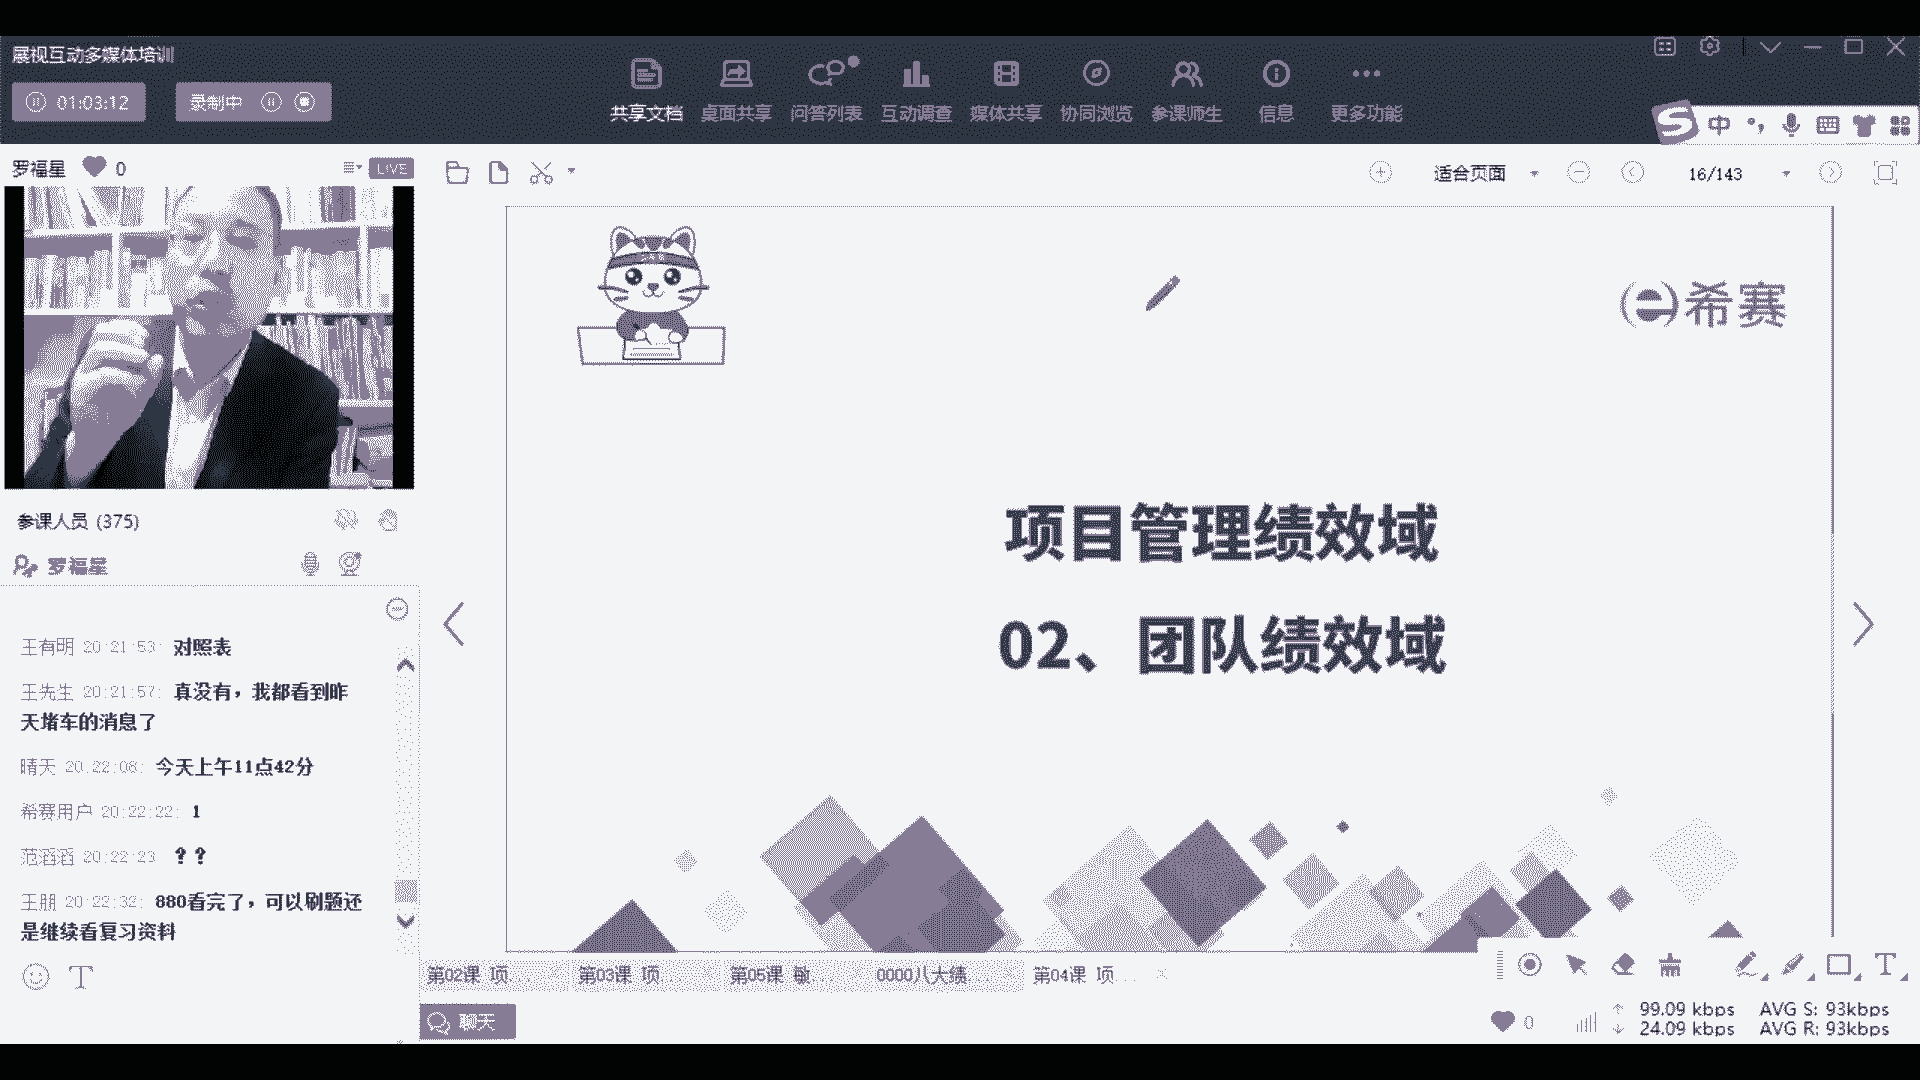 展视互动多媒体培训
01:03:12
录制中
共享文档
桌面共享
问答列表
互动调查
媒体共享
协同浏览
参课师生
信息
更多功能
S 中
罗福星 0
LIVE
适合页面
16/143
希赛
项目管理绩效域
02、团队绩效域
参课人员 (375)
罗福星
王有明 20:21:53: 对照表
王先生 20:21:57: 真没有，我都看到昨
天堵车的消息了
晴天 20:22:08: 今天上午11点42分
希赛用户 20:22:22: 1
范滔滔 20:22:23 ？？
王朋 20:22:32: 880看完了，可以刷题还
是继续看复习资料
第02课 项...
第03课 项...
第05课 敏...
0000八大绩...
第04课 项...
聊天
0
99.09 kbps AVG S: 93kbps
24.09 kbps AVG R: 93kbps